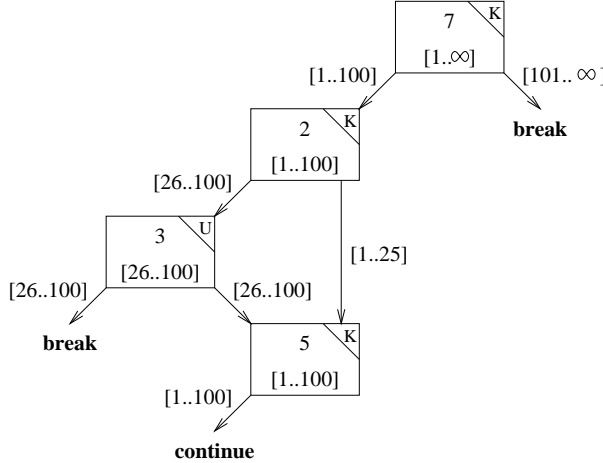 7
K
[1..∞]
[1..100]
[101.. ∞]
break
2
K
[1..100]
[26..100]
3
U
[26..100]
[1..25]
[26..100]
[26..100]
break
5
K
[1..100]
[1..100]
continue